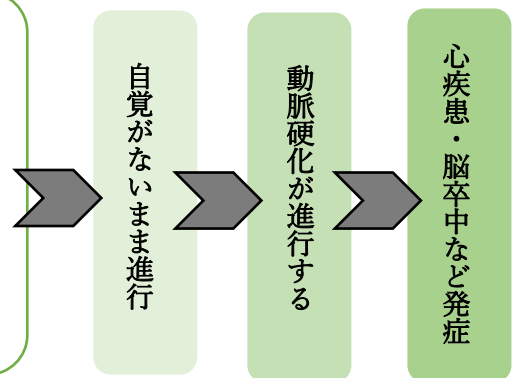 自覚がないまま進行
動脈硬化が進行する
心疾患・脳卒中など発症